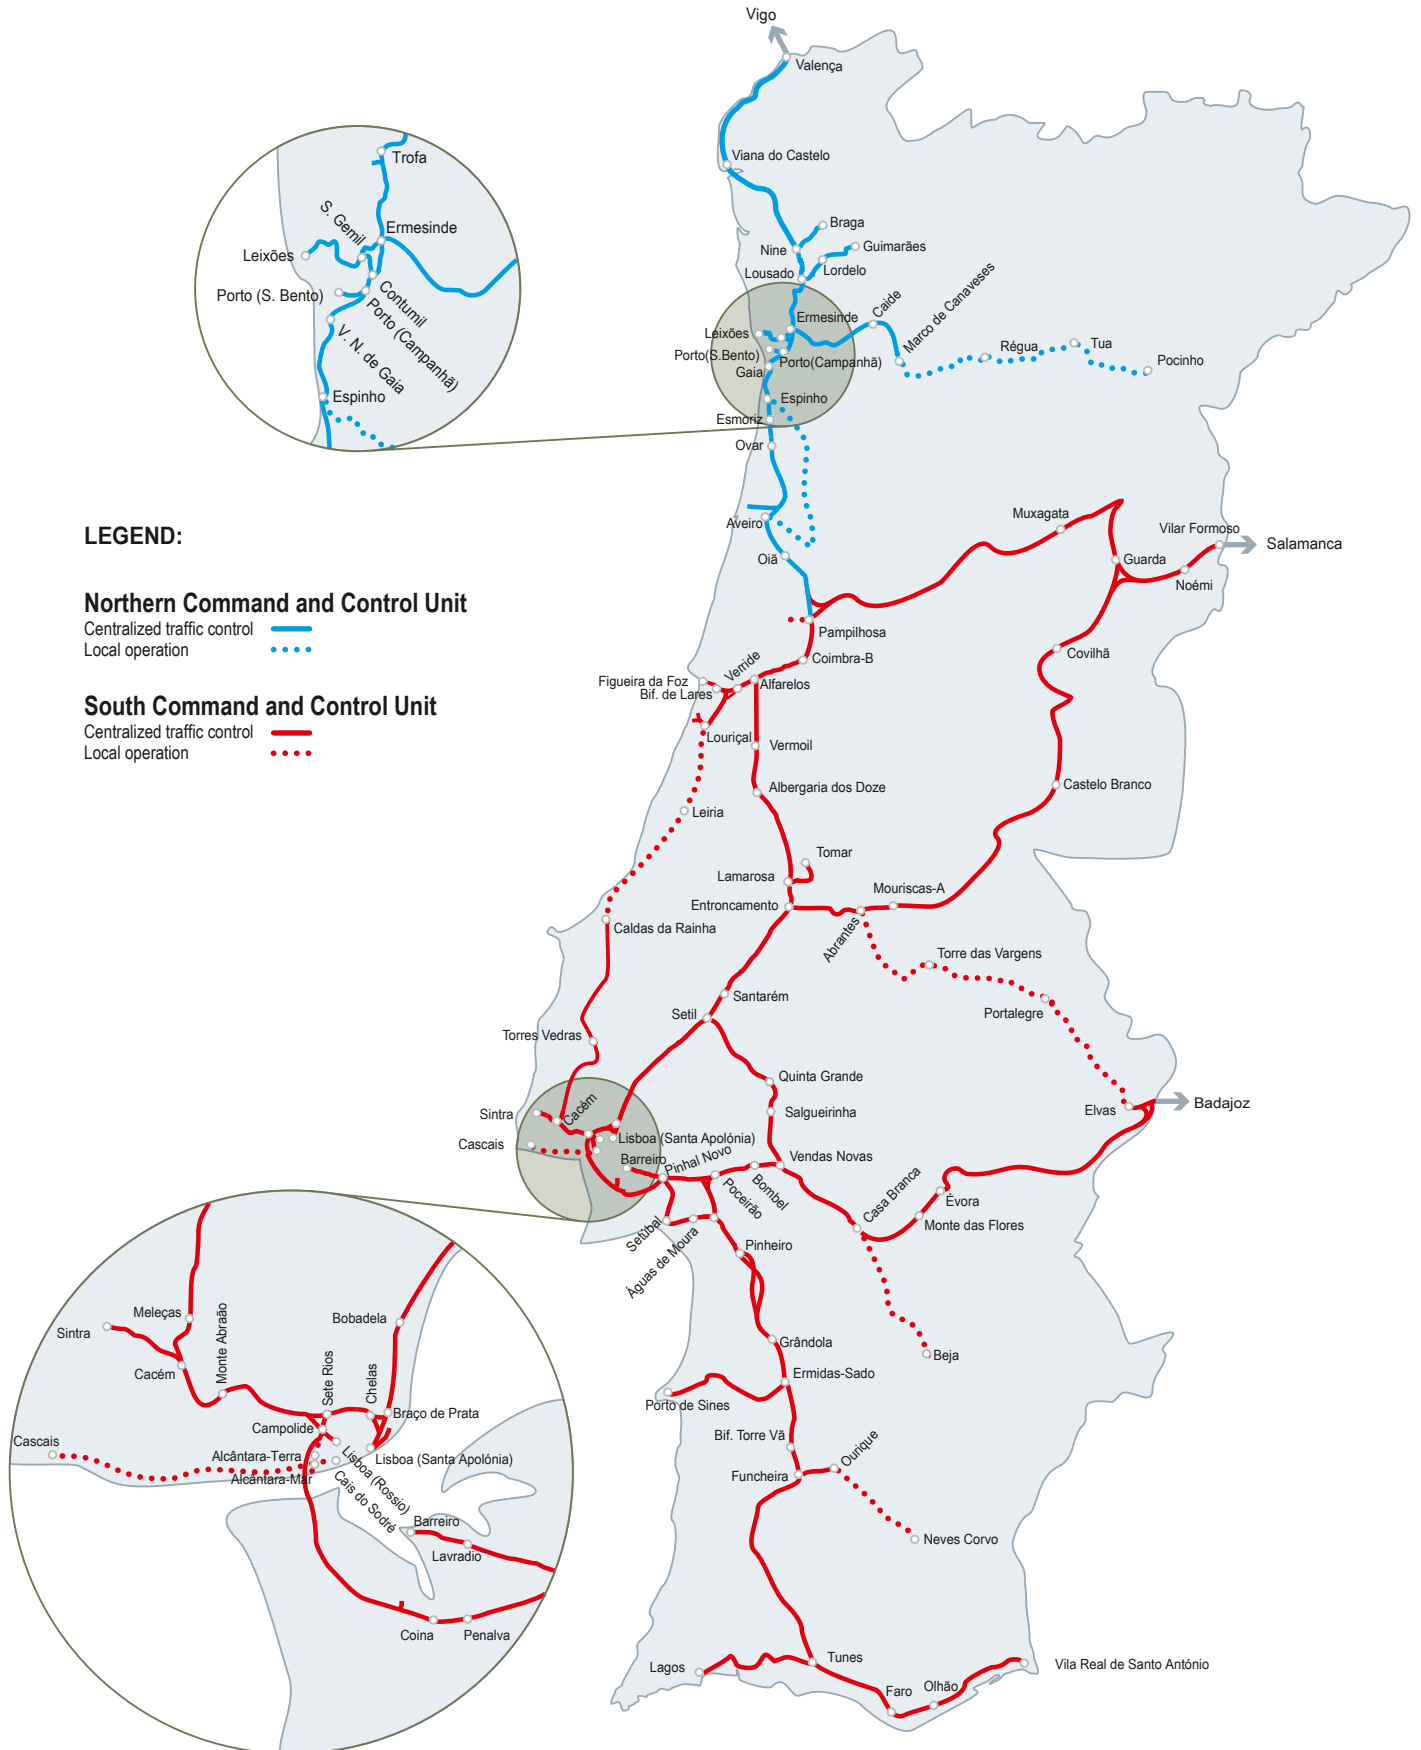 Vigo
Valença
Viana do Castelo
Braga
Guimarães
Nine
Lordelo
Lousado
Caide
Marco de Canaveses
Ermesinde
Leixões
Porto(S.Bento)
Porto(Campanhã)
Gaia
Régua
Tua
Pocinho
Espinho
Esmoriz
Ovar
Aveiro
Oiã
Trofa
S. Gemil
Ermesinde
Leixões
Porto (S. Bento)
Contumil
Porto (Campanhã)
V. N. de Gaia
Espinho
LEGEND:
Northern Command and Control Unit
Centralized traffic control
Local operation
South Command and Control Unit
Centralized traffic control
Local operation
Muxagata
Vilar Formoso
Salamanca
Guarda
Noémi
Pampilhosa
Coimbra-B
Covilhã
Verride
Figueira da Foz
Bif. de Lares
Alfarelos
Louriçal
Vermoil
Albergaria dos Doze
Castelo Branco
Leiria
Tomar
Lamarosa
Mouriscas-A
Entroncamento
Abrantes
Caldas da Rainha
Torre das Vargens
Santarém
Portalegre
Setil
Torres Vedras
Quinta Grande
Salgueirinha
Elvas
Badajoz
Sintra
Cacém
Cascais
Lisboa (Santa Apolónia)
Barreiro
Pinhal Novo
Vendas Novas
Bombel
Poceirão
Casa Branca
Évora
Monte das Flores
Setúbal
Águas de Moura
Pinheiro
Grândola
Beja
Ermidas-Sado
Porto de Sines
Bif. Torre Vã
Ourique
Funcheira
Neves Corvo
Tunes
Lagos
Faro
Olhão
Vila Real de Santo António
Meleças
Sintra
Cacém
Monte Abraão
Bobadela
Sete Rios
Chelas
Braço de Prata
Campolide
Cascais
Alcântara-Terra
Alcântara-Mar
Lisboa (Santa Apolónia)
Lisboa (Rossio)
Cais do Sodré
Barreiro
Lavradio
Coina
Penalva